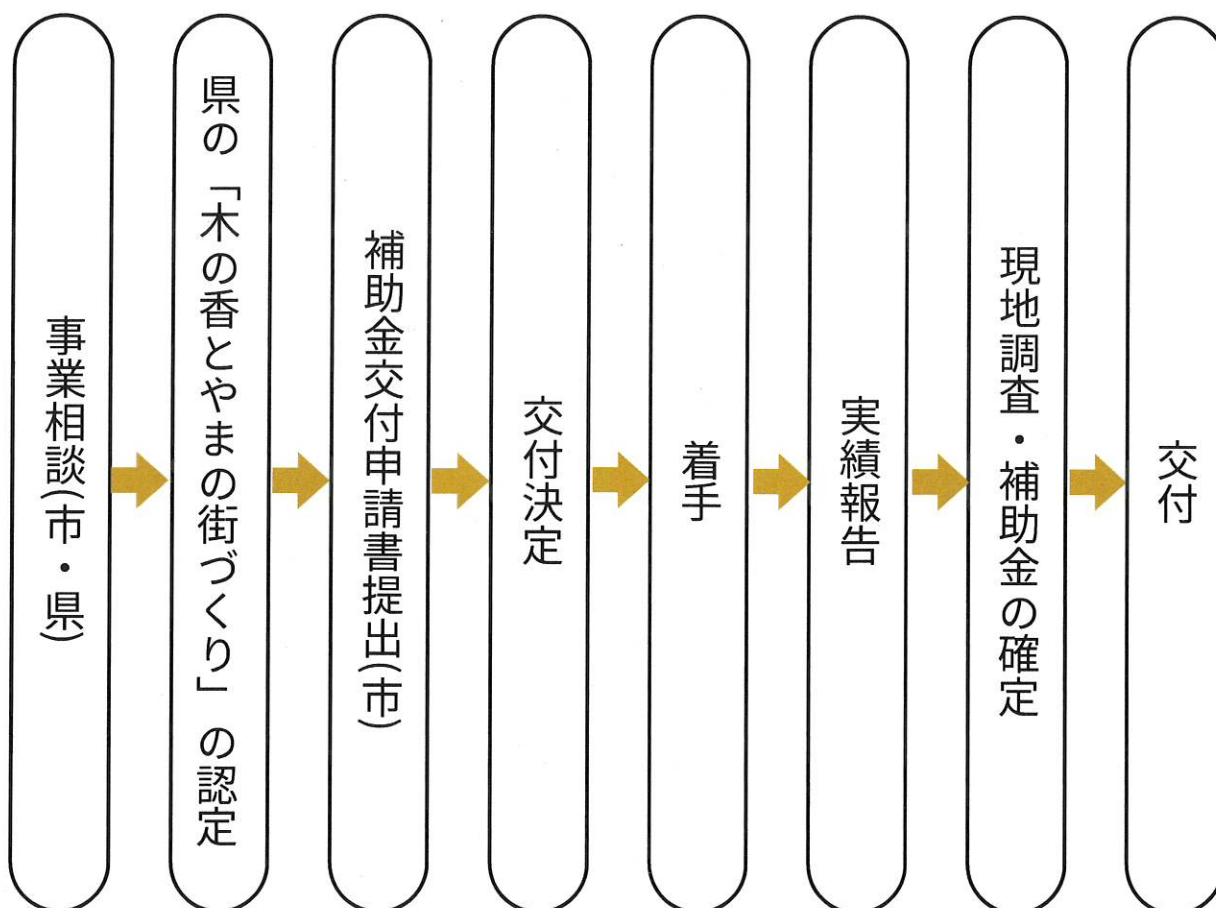 事業相談(市・県)
県の「木の香とやまの街づくり」の認定
補助金交付申請書提出(市)
交付決定
着手
実績報告
現地調査・補助金の確定
交付